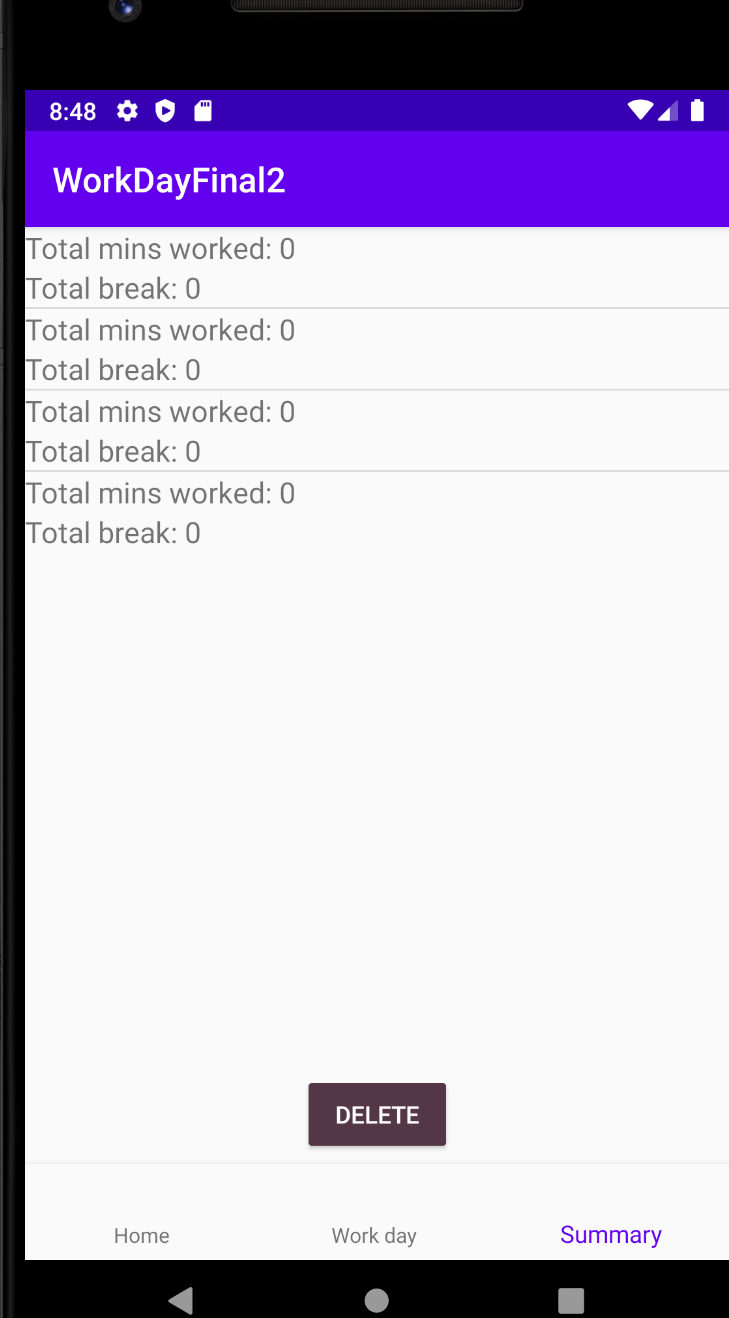 8:48
WorkDayFinal2
Total mins worked: 0
Total break: 0
Total mins worked: 0
Total break: 0
Total mins worked: 0
Total break: 0
Total mins worked: 0
Total break: 0
DELETE
Home Work day Summary